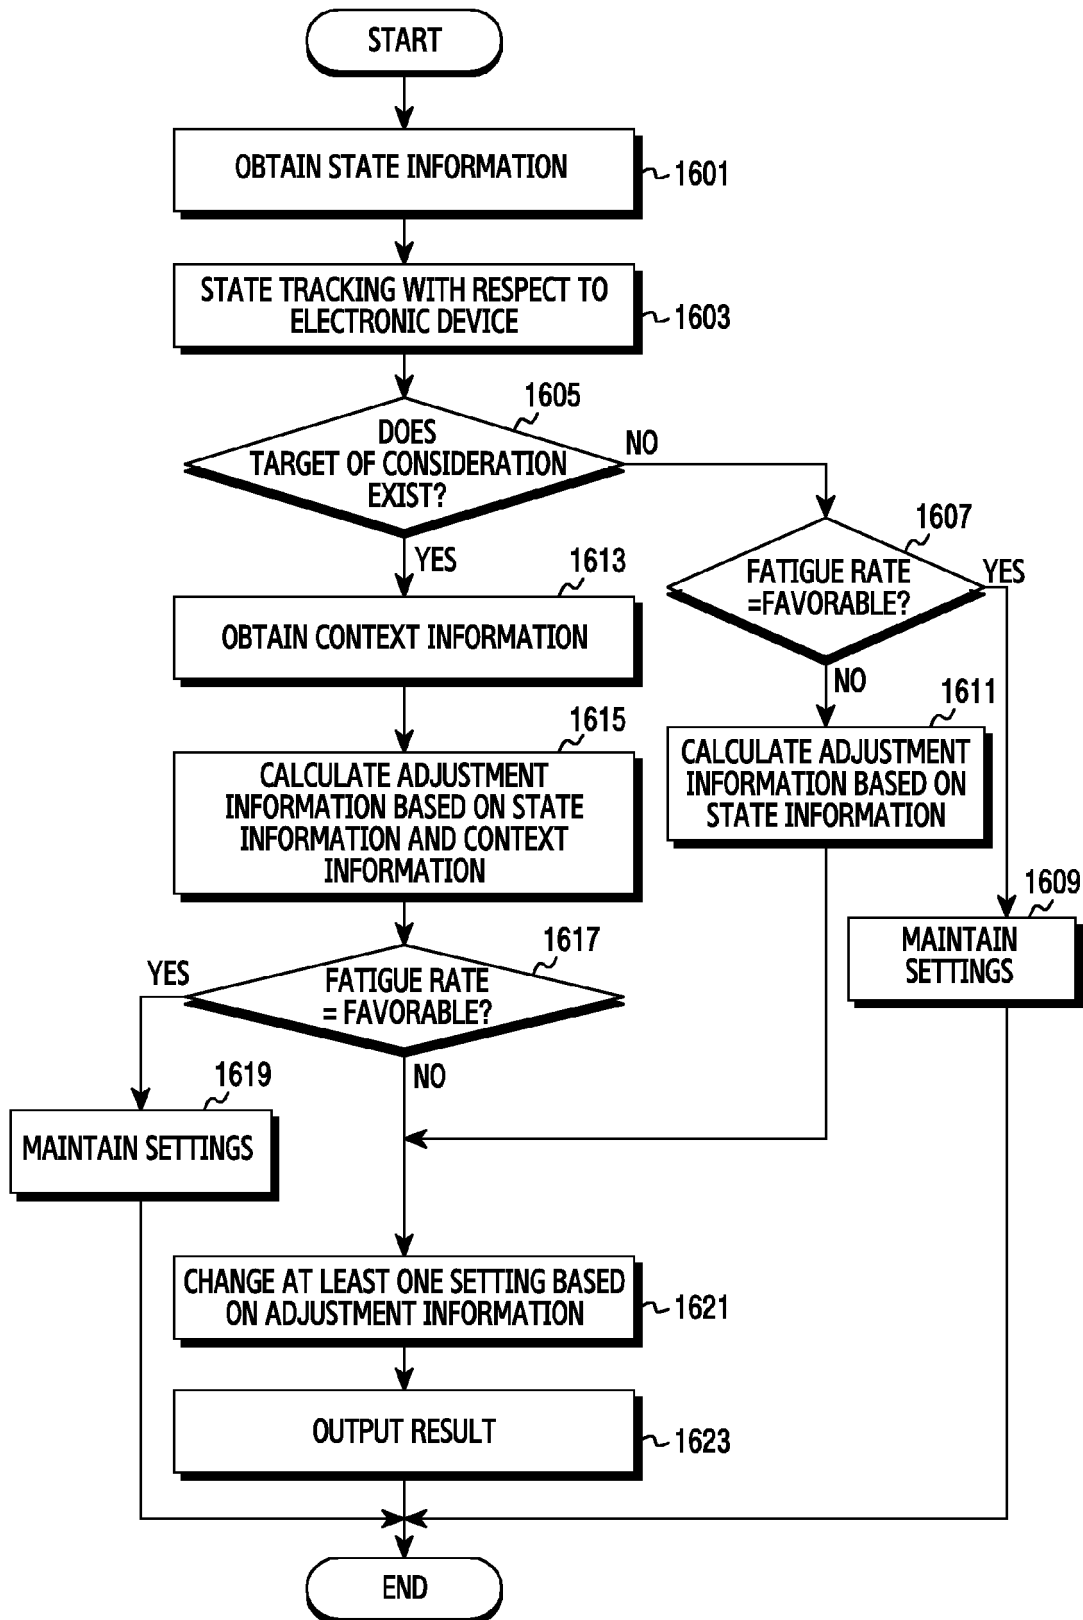 START
OBTAIN STATE INFORMATION
1601
STATE TRACKING WITH RESPECT TO
ELECTRONIC DEVICE
1603
1605
DOES
TARGET OF CONSIDERATION
EXIST?
NO
YES
1607
FATIGUE RATE
=FAVORABLE?
YES
NO
1613
OBTAIN CONTEXT INFORMATION
1611
CALCULATE ADJUSTMENT
INFORMATION BASED ON
STATE INFORMATION
1615
CALCULATE ADJUSTMENT
INFORMATION BASED ON STATE
INFORMATION AND CONTEXT
INFORMATION
1609
MAINTAIN
SETTINGS
1617
FATIGUE RATE
= FAVORABLE?
YES
NO
1619
MAINTAIN SETTINGS
CHANGE AT LEAST ONE SETTING BASED
ON ADJUSTMENT INFORMATION
1621
OUTPUT RESULT
1623
END